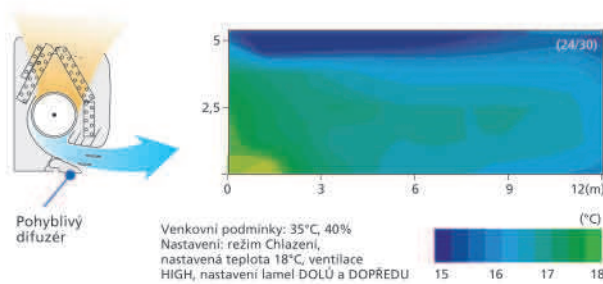 5
(24/30)
2,5
0
3
6
9
12(m)
Pohyblivý
difuzér
Venkovní podmínky: 35°C, 40%
Nastavení: režim Chlazení,
nastavená teplota 18°C, ventilace
HIGH, nastavení lamel DOLŮ a DOPŘEDU
(°C)
15
16
17
18